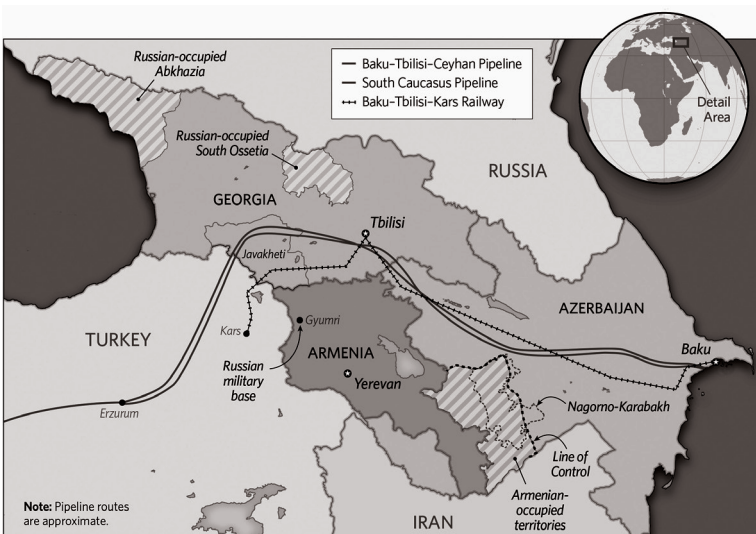 Russian-occupied
Abkhazia
Baku–Tbilisi–Ceyhan Pipeline
South Caucasus Pipeline
Baku–Tbilisi–Kars Railway
Detail
Area
Russian-occupied
South Ossetia
RUSSIA
GEORGIA
Tbilisi
Javakheti
AZERBAIJAN
TURKEY
Kars
Gyumri
ARMENIA
Baku
Russian
military
base
Yerevan
Erzurum
Nagorno-Karabakh
Line of
Control
Armenian-
occupied
territories
Note: Pipeline routes
are approximate.
IRAN